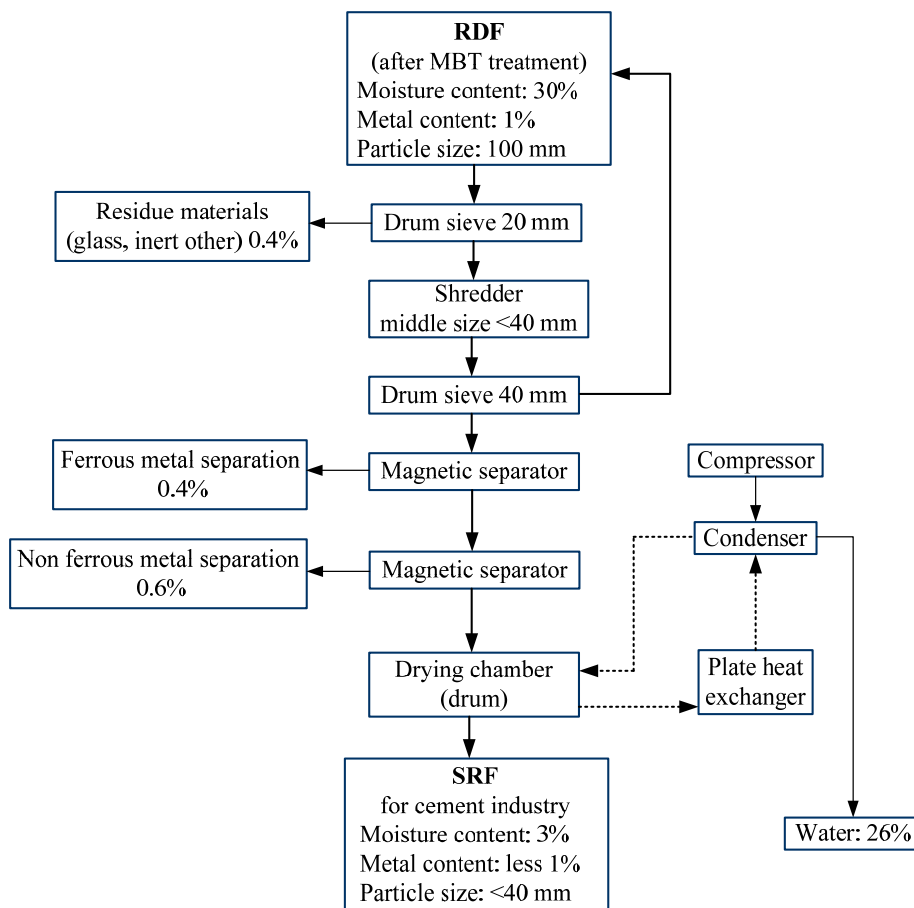 RDF
(after MBT treatment)
Moisture content: 30%
Metal content: 1%
Particle size: 100 mm
Residue materials
(glass, inert other) 0.4%
Drum sieve 20 mm
Shredder
middle size <40 mm
Drum sieve 40 mm
Ferrous metal separation
0.4%
Magnetic separator
Compressor
Condenser
Non ferrous metal separation
0.6%
Magnetic separator
Drying chamber
(drum)
Plate heat
exchanger
SRF
for cement industry
Moisture content: 3%
Metal content: less 1%
Particle size: <40 mm
Water: 26%